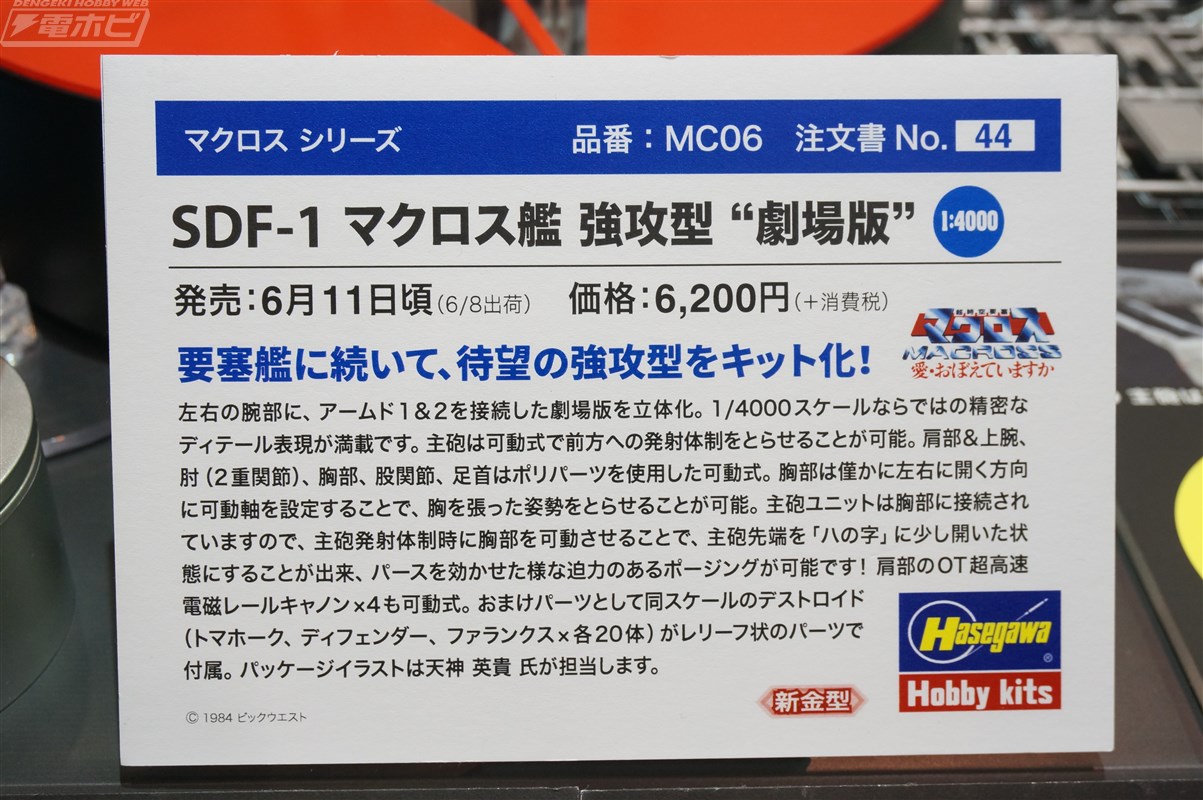 DENGEKI HOBBY WEB
電ホビ
マクロス シリーズ 品番：MC06 注文書 No. 44
SDF-1 マクロス艦 強攻型 “劇場版” 1:4000
発売：6月11日頃（6/8出荷） 価格：6,200円（＋消費税）
超時空要塞
マクロス
MACROSS
愛・おぼえていますか
要塞艦に続いて、待望の強攻型をキット化！
左右の腕部に、アームド1＆2を接続した劇場版を立体化。1/4000スケールならではの精密な
ディテール表現が満載です。主砲は可動式で前方への発射体制をとらせることが可能。肩部＆上腕、
肘（2重関節）、胸部、股関節、足首はポリパーツを使用した可動式。胸部は僅かに左右に開く方向
に可動軸を設定することで、胸を張った姿勢をとらせることが可能。主砲ユニットは胸部に接続され
ていますので、主砲発射体制時に胸部を可動させることで、主砲先端を「ハの字」に少し開いた状
態にすることが出来、パースを効かせた様な迫力のあるポージングが可能です！肩部のOT超高速
電磁レールキャノン×4も可動式。おまけパーツとして同スケールのデストロイド
（トマホーク、ディフェンダー、ファランクス×各20体）がレリーフ状のパーツで
付属。パッケージイラストは天神 英貴 氏が担当します。
Hasegawa ®
Hobby kits
新金型
© 1984 ビックウエスト